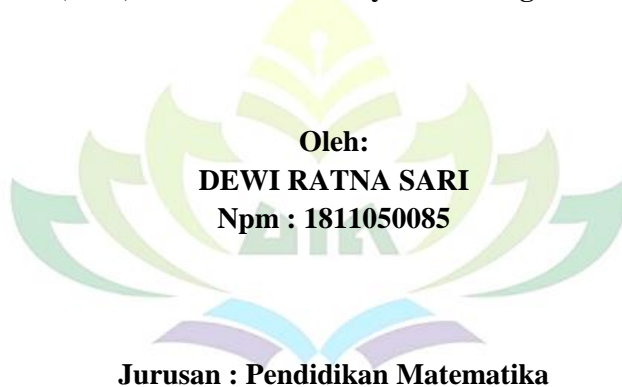 Oleh:
DEWI RATNA SARI
Npm : 1811050085
Jurusan : Pendidikan Matematika